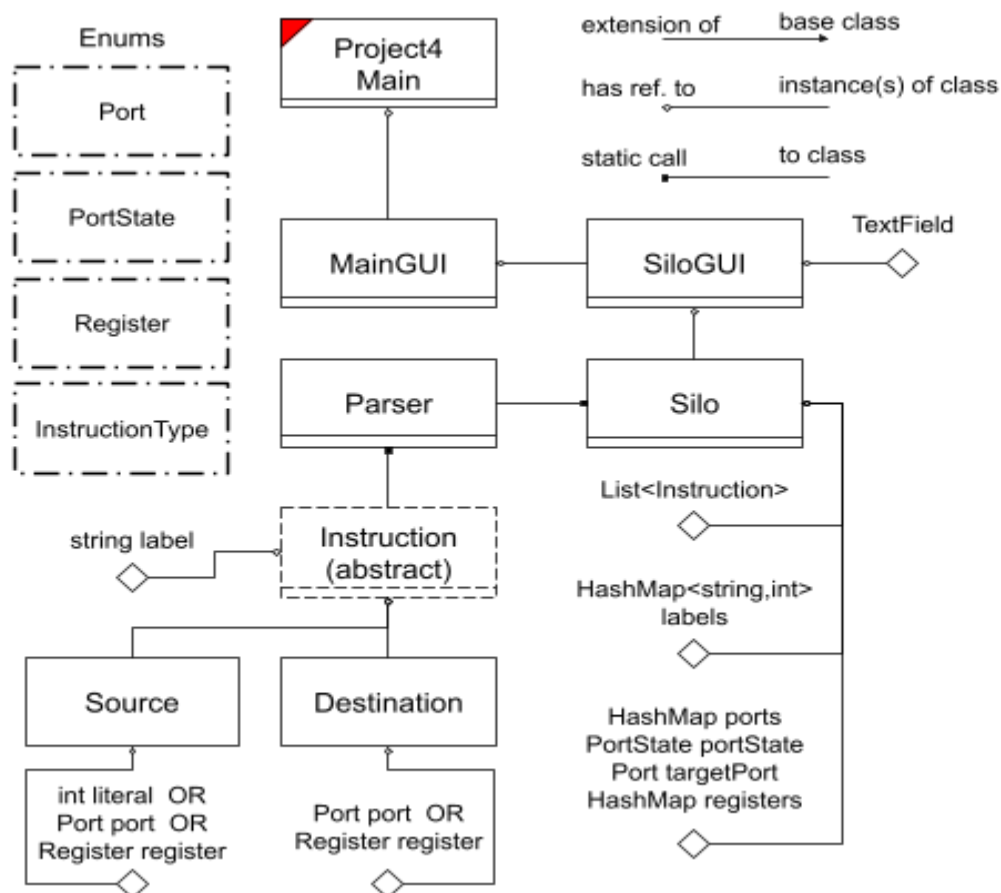 Enums
Port
PortState
Register
InstructionType
Project4
Main
extension of base class
has ref. to instance(s) of class
static call to class
MainGUI
SiloGUI
TextField
Parser
Silo
string label
Instruction
(abstract)
List<Instruction>
HashMap<string,int>
labels
Source
Destination
HashMap ports
PortState portState
Port targetPort
HashMap registers
int literal OR
Port port OR
Register register
Port port OR
Register register